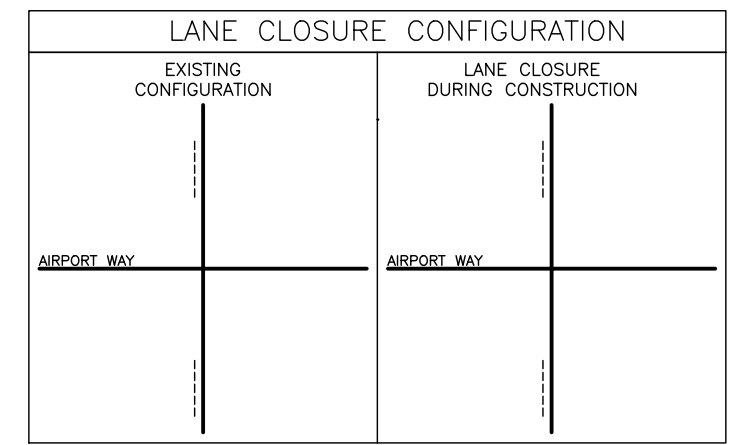 LANE CLOSURE CONFIGURATION
EXISTING
CONFIGURATION
AIRPORT WAY
LANE CLOSURE
DURING CONSTRUCTION
AIRPORT WAY